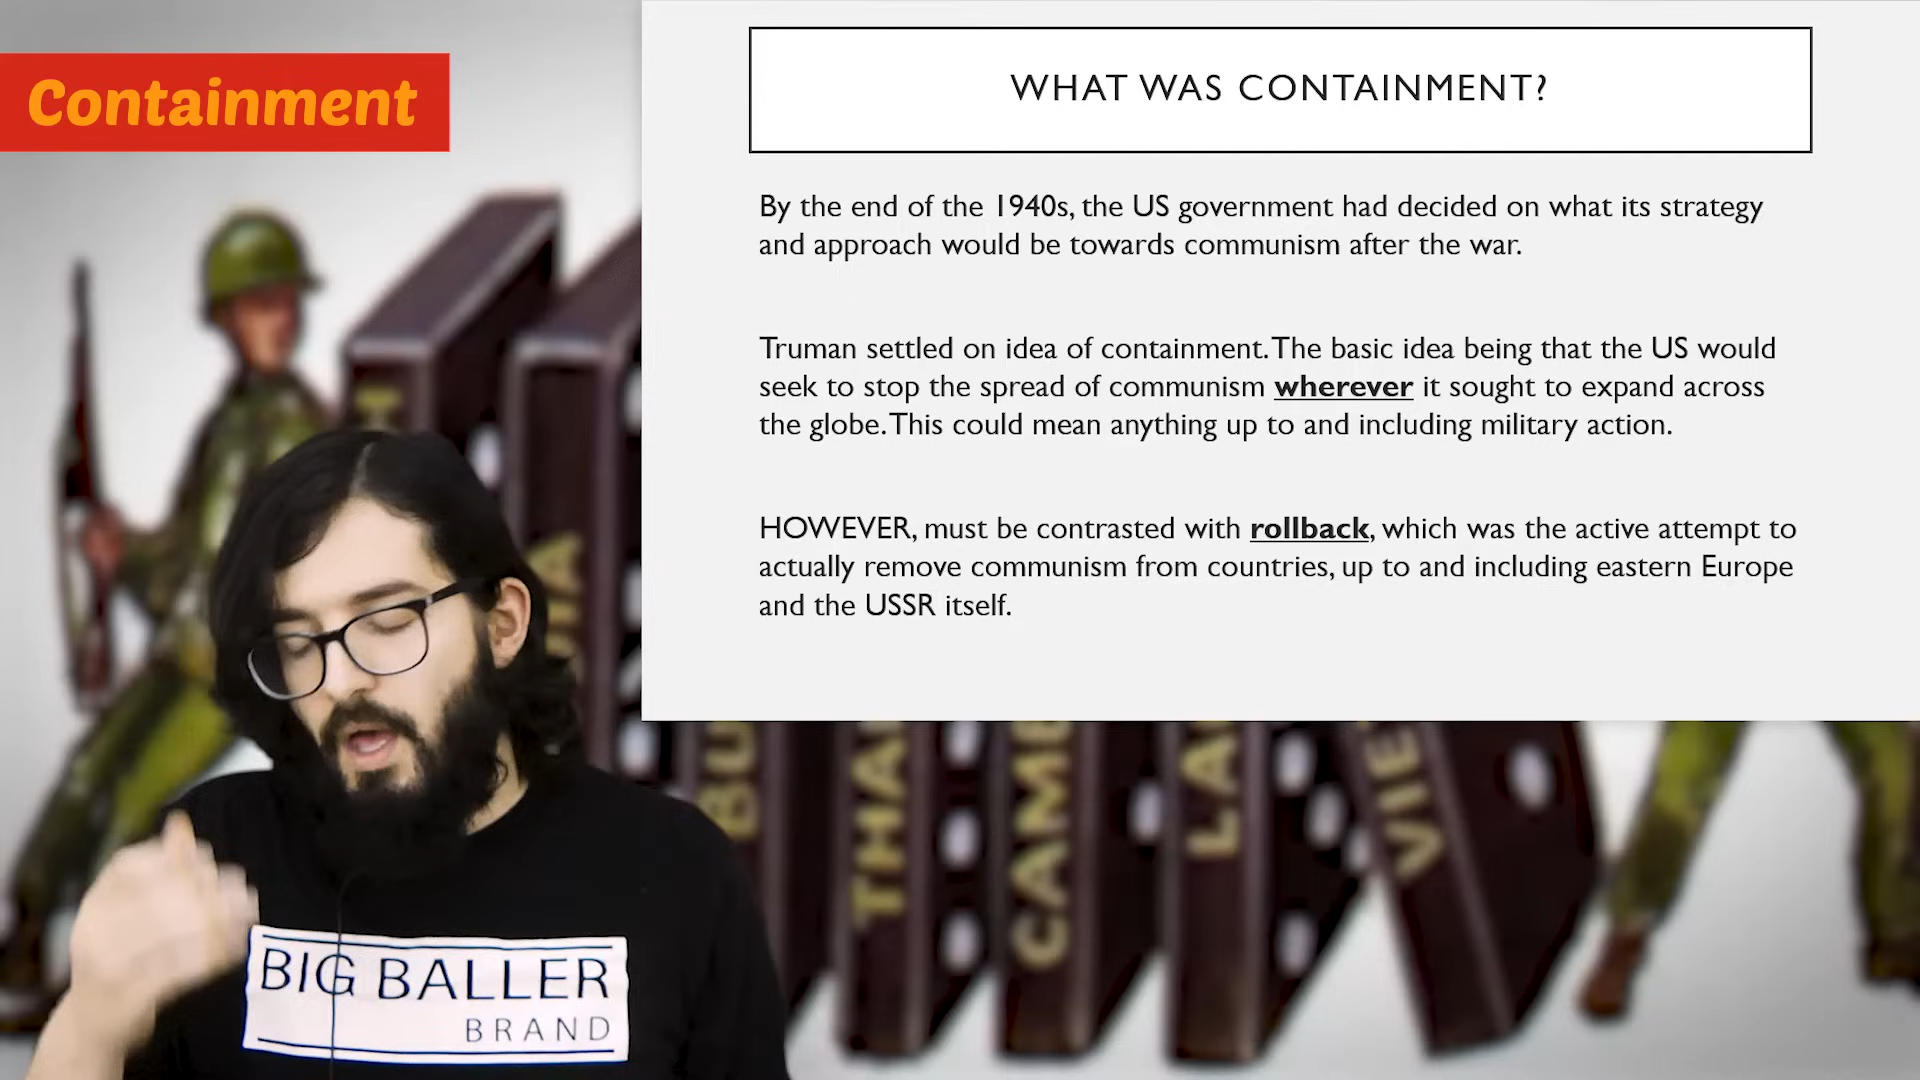 Containment
WHAT WAS CONTAINMENT?
By the end of the 1940s, the US government had decided on what its strategy
and approach would be towards communism after the war.
Truman settled on idea of containment. The basic idea being that the US would
seek to stop the spread of communism wherever it sought to expand across
the globe. This could mean anything up to and including military action.
HOWEVER, must be contrasted with rollback, which was the active attempt to
actually remove communism from countries, up to and including eastern Europe
and the USSR itself.
BU
THAI
CAMB
LA
VIE
BIG BALLER
BRAND